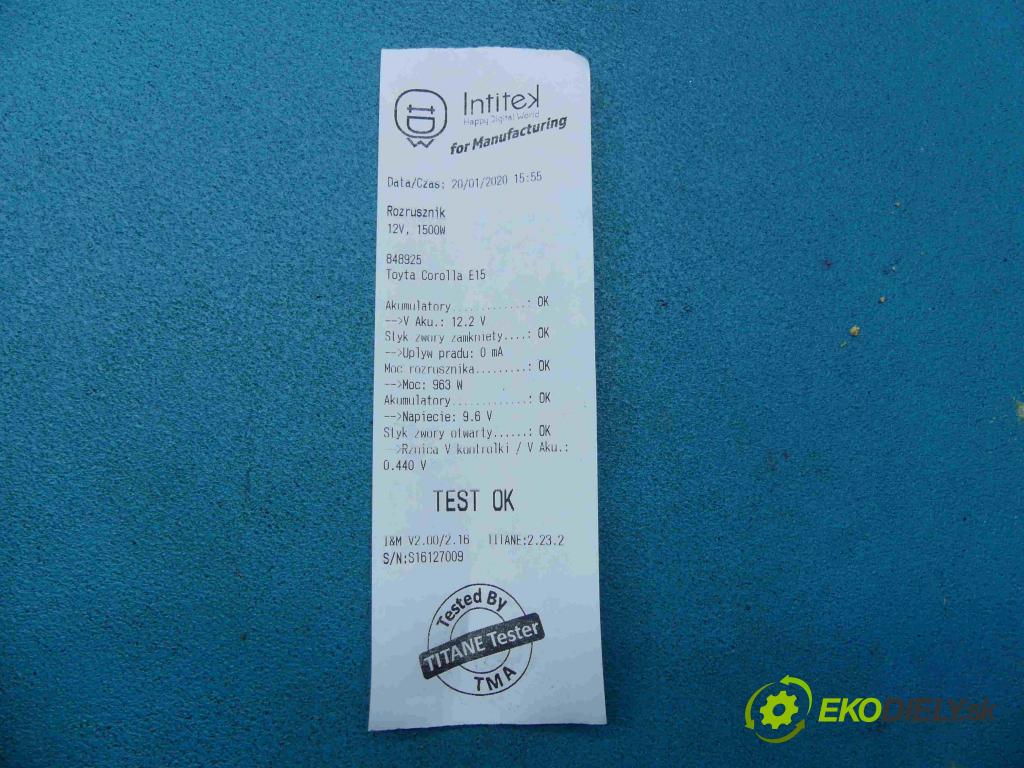 Intitek
Happy Digital World
for Manufacturing
Data/Czas: 20/01/2020 15:55
Rozrusznik
12V, 1500W
848925
Toyta Corolla E15
Akumulatory............: OK
-->V Aku.: 12.2 V
Styk zwory zamkniety....: OK
-->Uplyw pradu: 0 mA
Moc rozrusznika.........: OK
-->Moc: 963 W
Akumulatory............: OK
-->Napiecie: 9.6 V
Styk zwory otwarty......: OK
-->Rznica V kontrolki / V Aku.:
0.440 V
TEST OK
I&M V2.00/2.16 TITANE:2.23.2
S/N:S16127009
Tested By
TITANE Tester
TMA
EKODIELY.sk